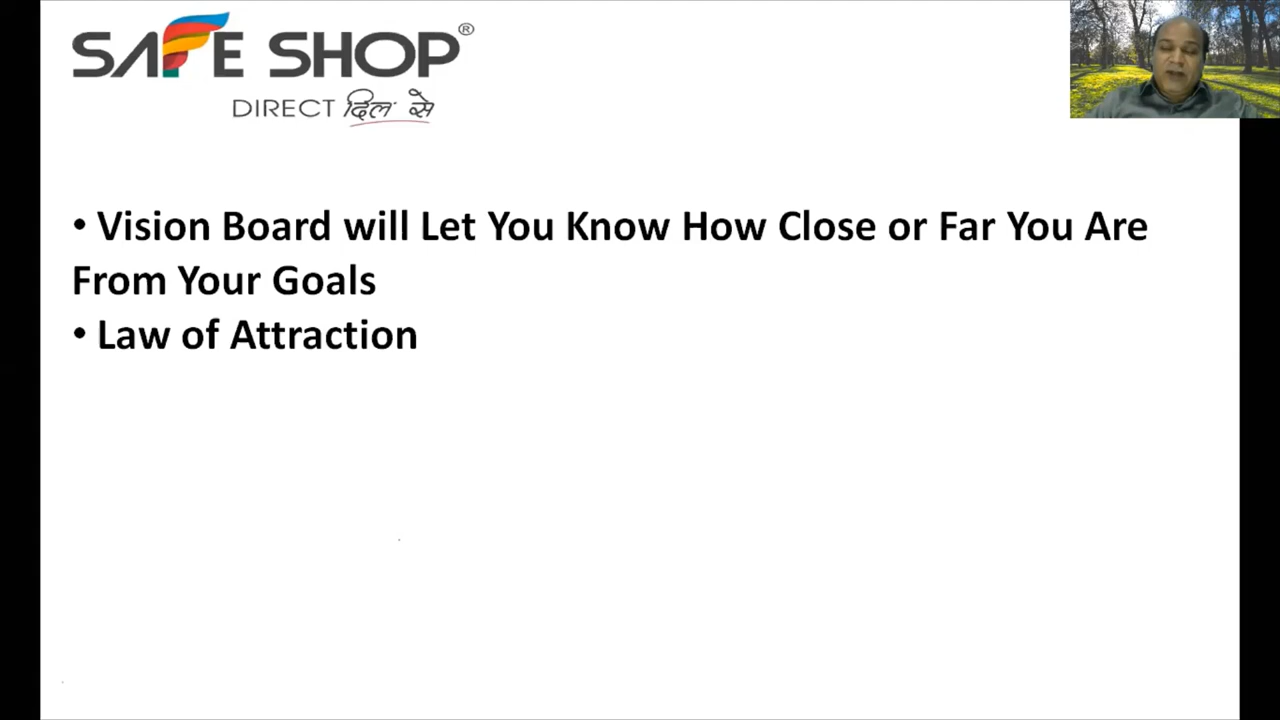 SAFE SHOP®
DIRECT दिल से
• Vision Board will Let You Know How Close or Far You Are
From Your Goals
• Law of Attraction